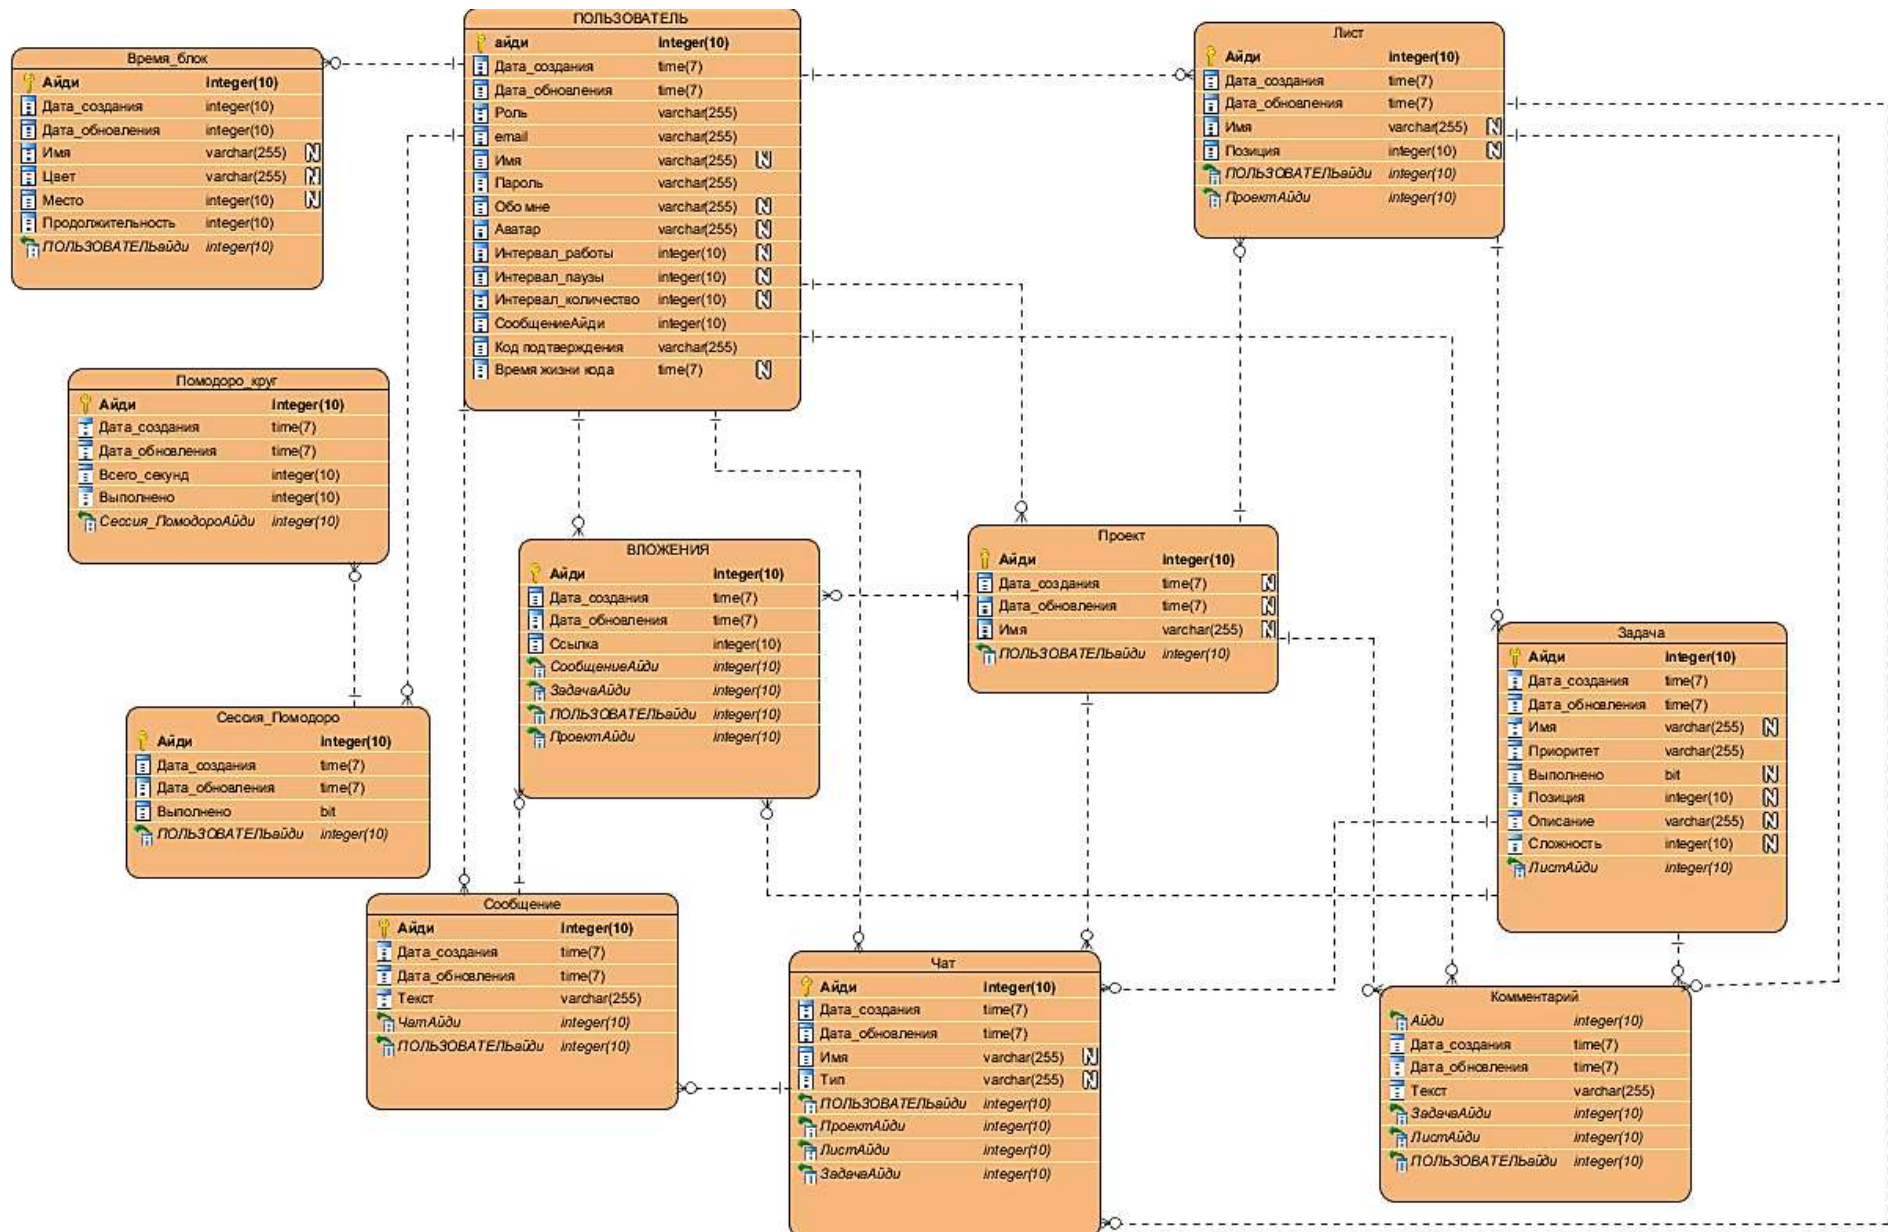 ПОЛЬЗОВАТЕЛЬ
айди integer(10)
Дата_создания time(7)
Дата_обновления time(7)
Роль varchar(255)
email varchar(255)
Имя varchar(255) N
Пароль varchar(255)
Обо мне varchar(255) N
Аватар varchar(255) N
Интервал_работы integer(10) N
Интервал_паузы integer(10) N
Интервал_количество integer(10) N
СообщениеАйди integer(10)
Код подтверждения varchar(255)
Время жизни кода time(7) N
Лист
Айди integer(10)
Дата_создания time(7)
Дата_обновления time(7)
Имя varchar(255) N
Позиция integer(10) N
ПОЛЬЗОВАТЕЛЬайди integer(10)
ПроектАйди integer(10)
Время_блок
Айди integer(10)
Дата_создания integer(10)
Дата_обновления integer(10)
Имя varchar(255) N
Цвет varchar(255) N
Место integer(10) N
Продолжительность integer(10)
ПОЛЬЗОВАТЕЛЬайди integer(10)
Помодоро_круг
Айди integer(10)
Дата_создания time(7)
Дата_обновления time(7)
Всего_секунд integer(10)
Выполнено integer(10)
Сессия_ПомодороАйди integer(10)
ВЛОЖЕНИЯ
Айди integer(10)
Дата_создания time(7)
Дата_обновления time(7)
Ссылка integer(10)
СообщениеАйди integer(10)
ЗадачаАйди integer(10)
ПОЛЬЗОВАТЕЛЬайди integer(10)
ПроектАйди integer(10)
Проект
Айди integer(10)
Дата_создания time(7) N
Дата_обновления time(7) N
Имя varchar(255) N
ПОЛЬЗОВАТЕЛЬайди integer(10)
Задача
Айди integer(10)
Дата_создания time(7)
Дата_обновления time(7)
Имя varchar(255) N
Приоритет varchar(255)
Выполнено bit N
Позиция integer(10) N
Описание varchar(255) N
Сложность integer(10) N
ЛистАйди integer(10)
Сессия_Помодоро
Айди integer(10)
Дата_создания time(7)
Дата_обновления time(7)
Выполнено bit
ПОЛЬЗОВАТЕЛЬайди integer(10)
Сообщение
Айди integer(10)
Дата_создания time(7)
Дата_обновления time(7)
Текст varchar(255)
ЧатАйди integer(10)
ПОЛЬЗОВАТЕЛЬайди integer(10)
Чат
Айди integer(10)
Дата_создания time(7)
Дата_обновления time(7)
Имя varchar(255) N
Тип varchar(255) N
ПОЛЬЗОВАТЕЛЬайди integer(10)
ПроектАйди integer(10)
ЛистАйди integer(10)
ЗадачаАйди integer(10)
Комментарий
Айди integer(10)
Дата_создания time(7)
Дата_обновления time(7)
Текст varchar(255)
ЗадачаАйди integer(10)
ЛистАйди integer(10)
ПОЛЬЗОВАТЕЛЬайди integer(10)